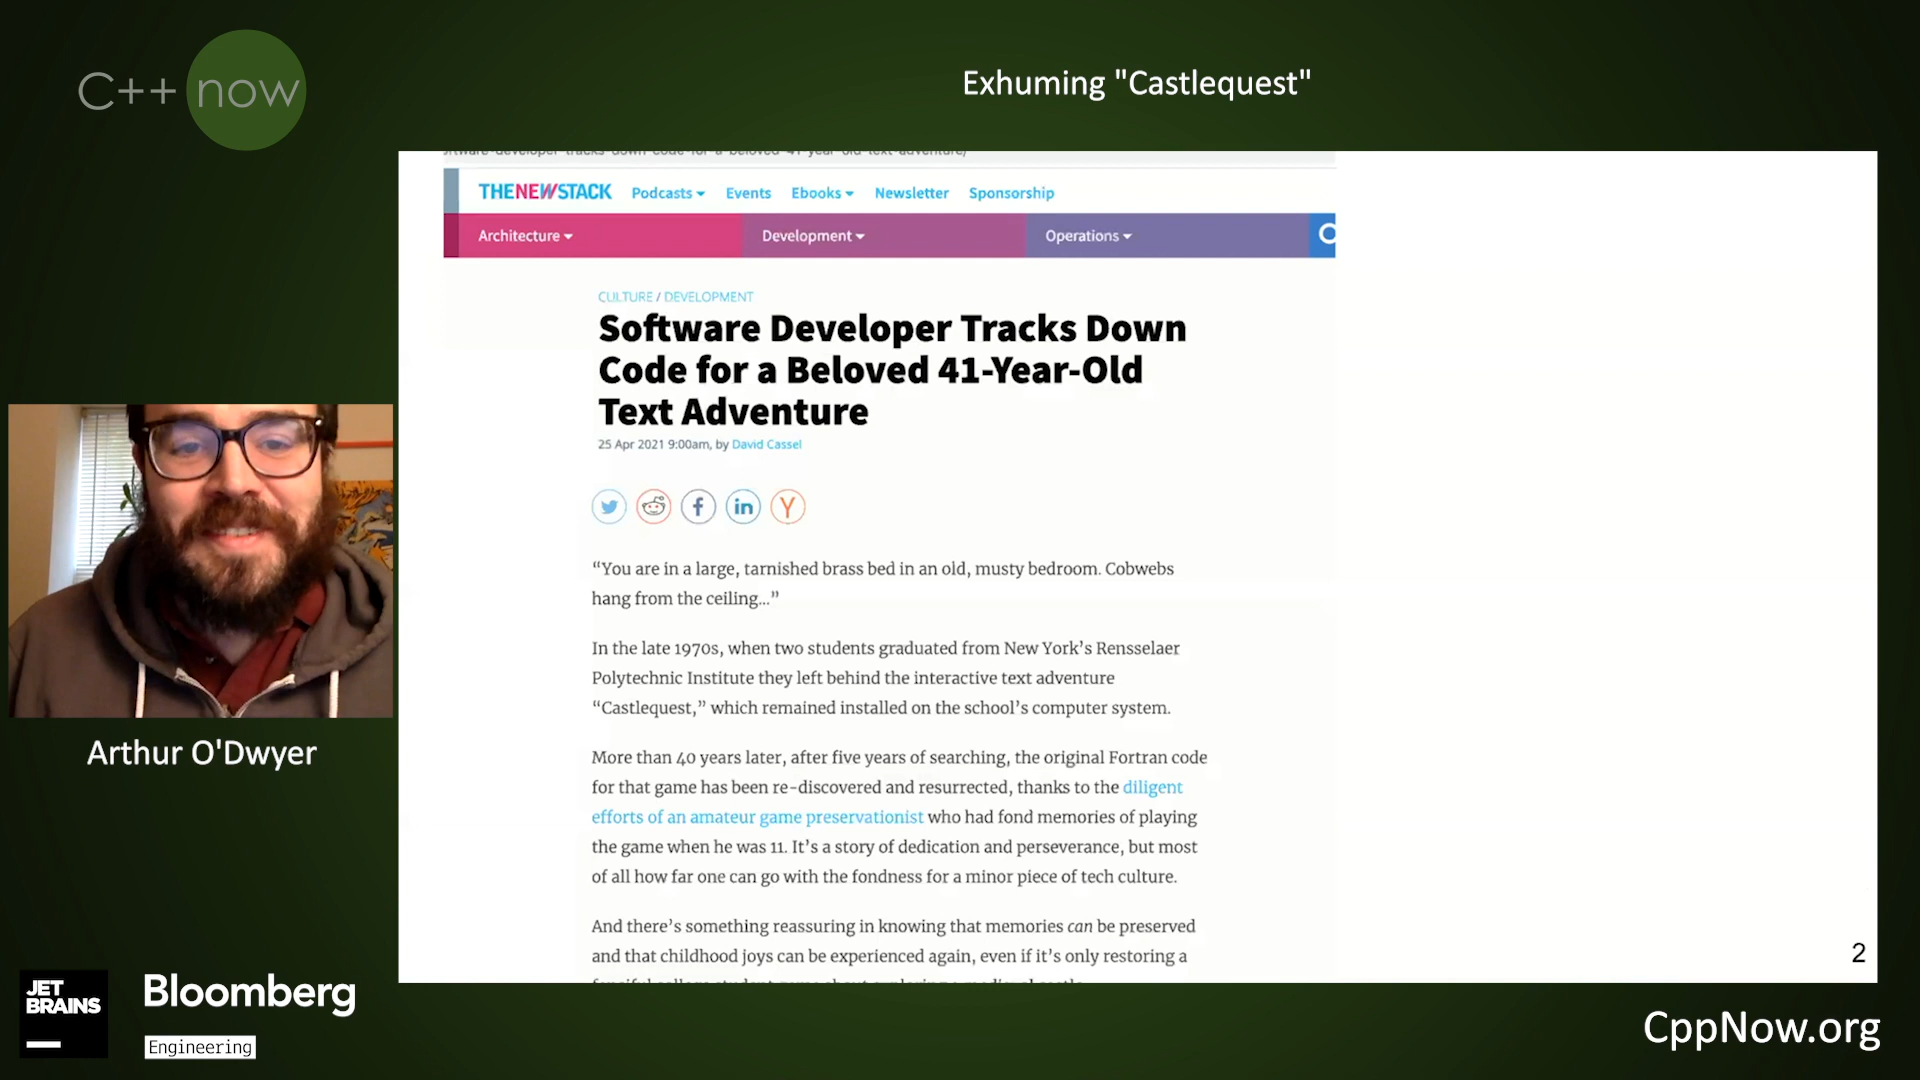 C++ now
Exhuming "Castlequest"
THENEWSTACK Podcasts Events Ebooks Newsletter Sponsorship
Architecture Development Operations
CULTURE / DEVELOPMENT
Software Developer Tracks Down
Code for a Beloved 41-Year-Old
Text Adventure
25 Apr 2021 9:00am, by David Cassel
“You are in a large, tarnished brass bed in an old, musty bedroom. Cobwebs
hang from the ceiling…”
In the late 1970s, when two students graduated from New York’s Rensselaer
Polytechnic Institute they left behind the interactive text adventure
“Castlequest,” which remained installed on the school’s computer system.
More than 40 years later, after five years of searching, the original Fortran code
for that game has been re-discovered and resurrected, thanks to the diligent
efforts of an amateur game preservationist who had fond memories of playing
the game when he was 11. It’s a story of dedication and perseverance, but most
of all how far one can go with the fondness for a minor piece of tech culture.
And there’s something reassuring in knowing that memories can be preserved
and that childhood joys can be experienced again, even if it’s only restoring a
2
Arthur O'Dwyer
JET
BRAINS
Bloomberg
Engineering
CppNow.org